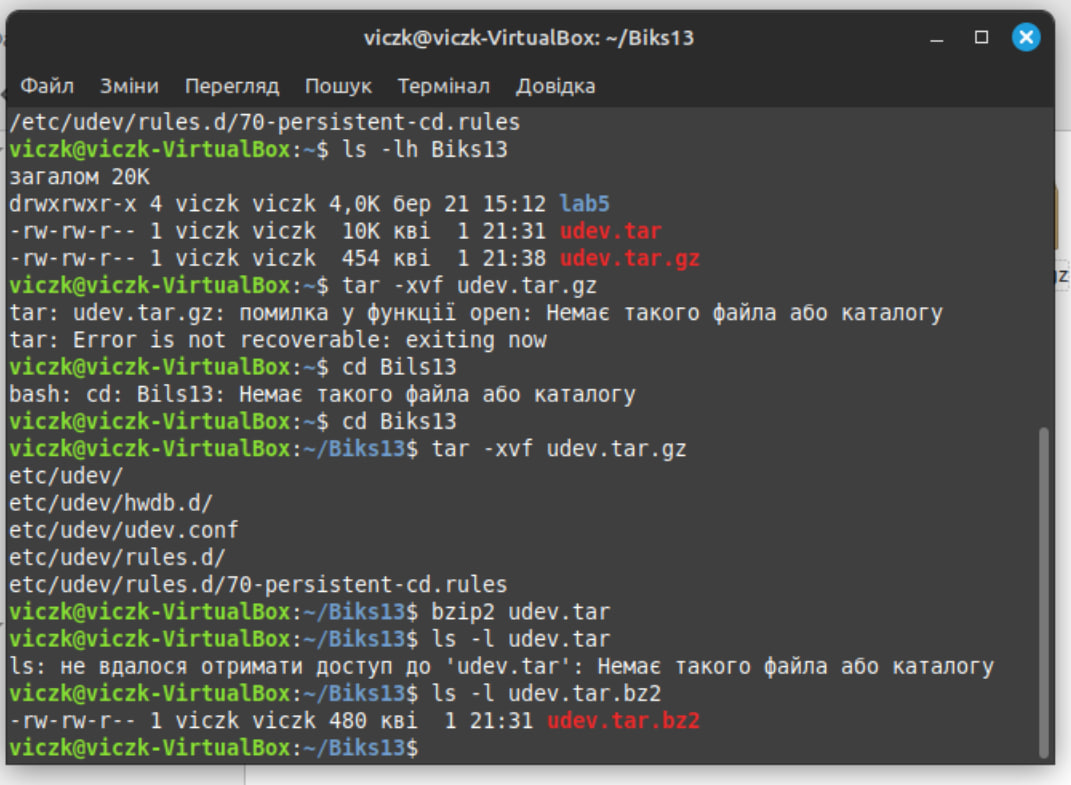 viczk@viczk-VirtualBox: ~/Biks13
Файл Зміни Перегляд Пошук Термінал Довідка
/etc/udev/rules.d/70-persistent-cd.rules
viczk@viczk-VirtualBox:~$ ls -lh Biks13
загалом 20K
drwxrwxr-x 4 viczk viczk 4,0K бер 21 15:12 lab5
-rw-rw-r-- 1 viczk viczk  10K кві  1 21:31 udev.tar
-rw-rw-r-- 1 viczk viczk  454 кві  1 21:38 udev.tar.gz
viczk@viczk-VirtualBox:~$ tar -xvf udev.tar.gz
tar: udev.tar.gz: помилка у функції open: Немає такого файла або каталогу
tar: Error is not recoverable: exiting now
viczk@viczk-VirtualBox:~$ cd Bils13
bash: cd: Bils13: Немає такого файла або каталогу
viczk@viczk-VirtualBox:~$ cd Biks13
viczk@viczk-VirtualBox:~/Biks13$ tar -xvf udev.tar.gz
etc/udev/
etc/udev/hwdb.d/
etc/udev/udev.conf
etc/udev/rules.d/
etc/udev/rules.d/70-persistent-cd.rules
viczk@viczk-VirtualBox:~/Biks13$ bzip2 udev.tar
viczk@viczk-VirtualBox:~/Biks13$ ls -l udev.tar
ls: не вдалося отримати доступ до 'udev.tar': Немає такого файла або каталогу
viczk@viczk-VirtualBox:~/Biks13$ ls -l udev.tar.bz2
-rw-rw-r-- 1 viczk viczk 480 кві  1 21:31 udev.tar.bz2
viczk@viczk-VirtualBox:~/Biks13$